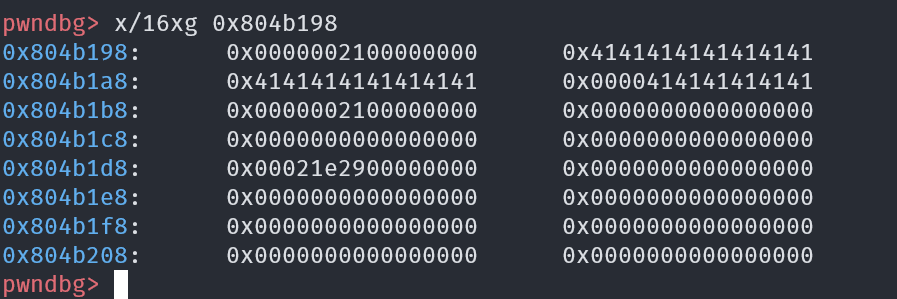 pwndbg> x/16xg 0x804b198
0x804b198: 0x0000002100000000 0x4141414141414141
0x804b1a8: 0x4141414141414141 0x0000414141414141
0x804b1b8: 0x0000002100000000 0x0000000000000000
0x804b1c8: 0x0000000000000000 0x0000000000000000
0x804b1d8: 0x00021e2900000000 0x0000000000000000
0x804b1e8: 0x0000000000000000 0x0000000000000000
0x804b1f8: 0x0000000000000000 0x0000000000000000
0x804b208: 0x0000000000000000 0x0000000000000000
pwndbg>